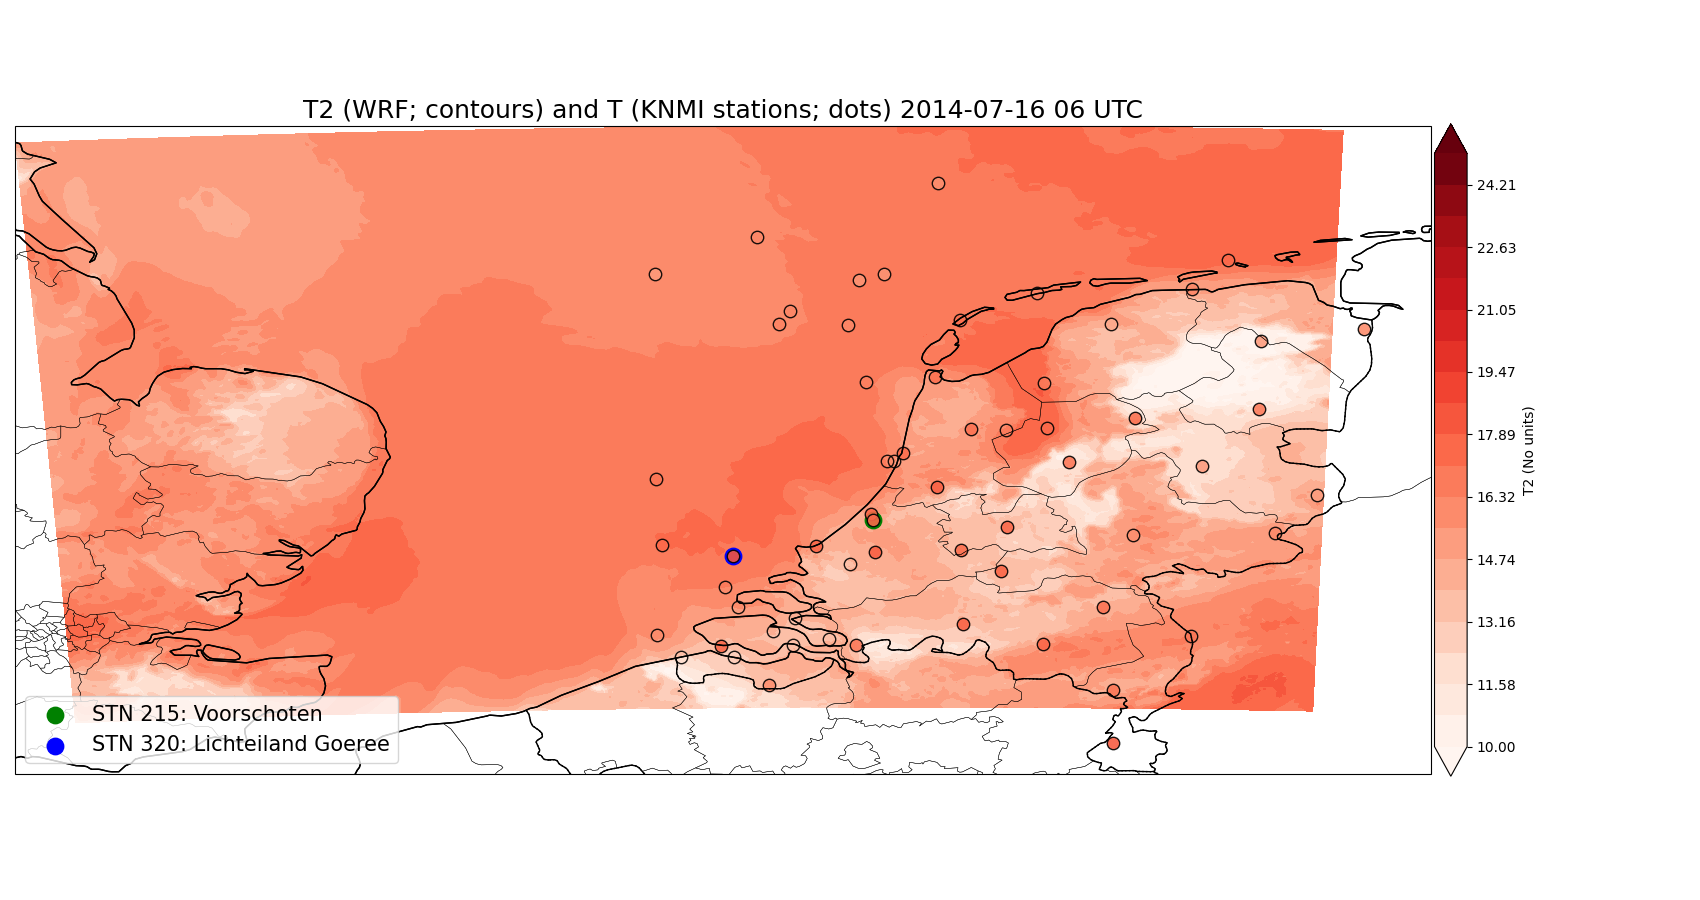 T2 (WRF; contours) and T (KNMI stations; dots) 2014-07-16 06 UTC
24.21
22.63
21.05
19.47
17.89
16.32
14.74
13.16
11.58
10.00
T2 (No units)
STN 215: Voorschoten
STN 320: Lichteiland Goeree